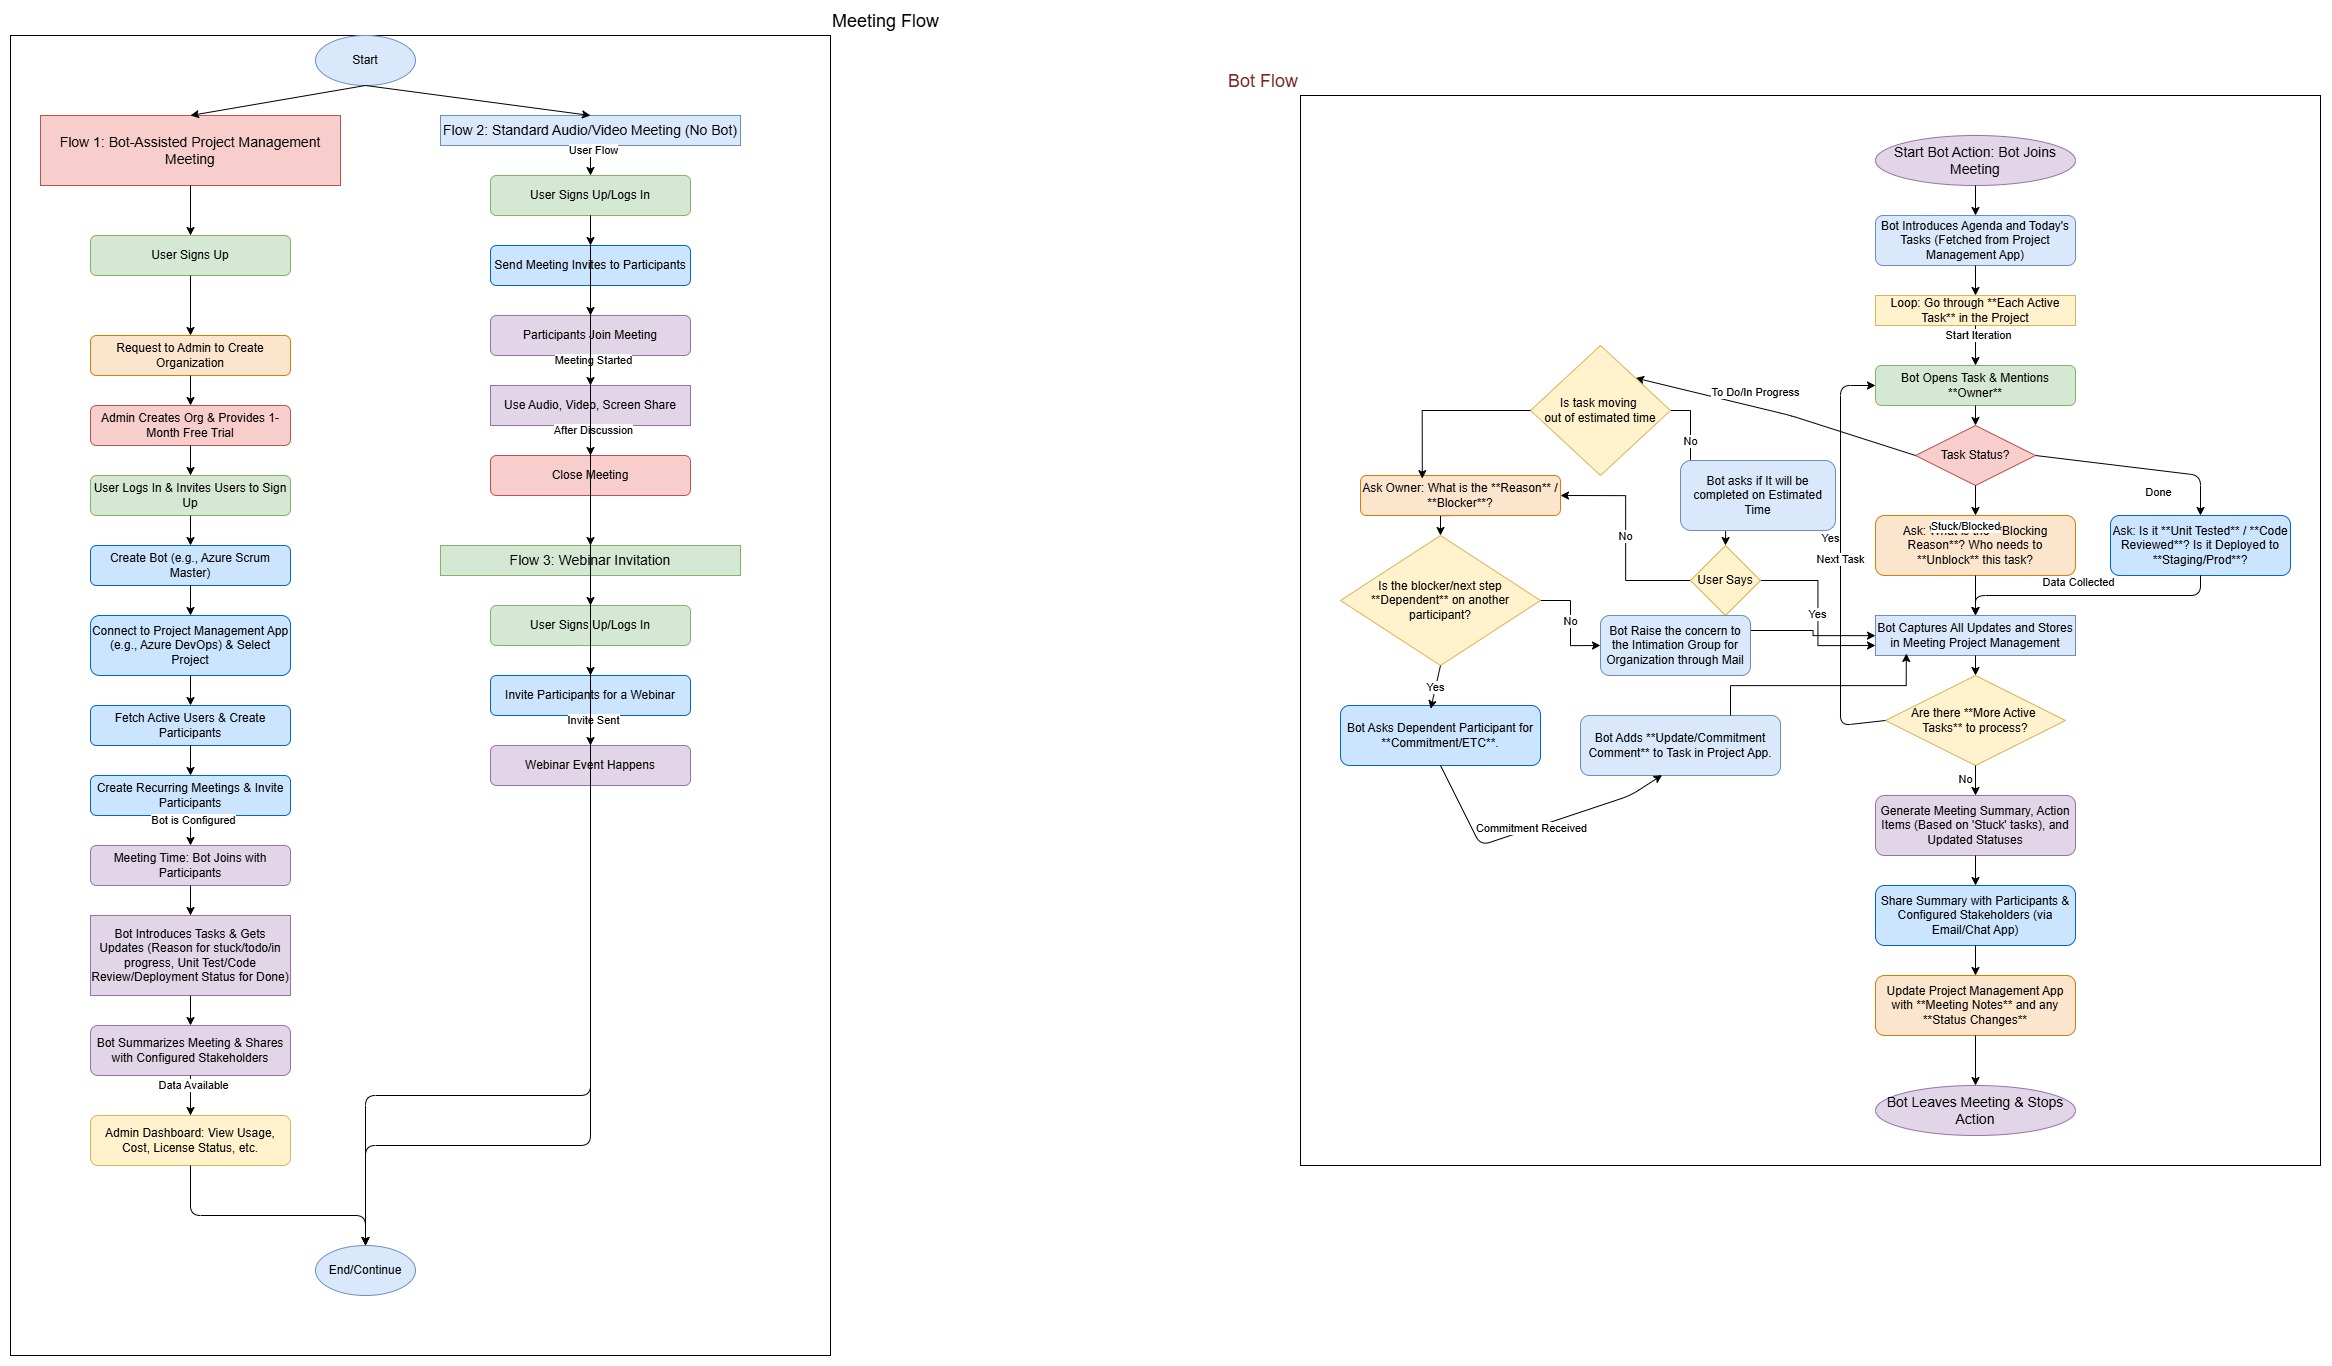 Meeting Flow
Start
Flow 1: Bot-Assisted Project Management
Meeting
User Signs Up
Request to Admin to Create
Organization
Admin Creates Org & Provides 1-
Month Free Trial
User Logs In & Invites Users to Sign
Up
Create Bot (e.g., Azure Scrum
Master)
Connect to Project Management App
(e.g., Azure DevOps) & Select
Project
Fetch Active Users & Create
Participants
Create Recurring Meetings & Invite
Participants
Bot is Configured
Meeting Time: Bot Joins with
Participants
Bot Introduces Tasks & Gets
Updates (Reason for stuck/todo/in
progress, Unit Test/Code
Review/Deployment Status for Done)
Bot Summarizes Meeting & Shares
with Configured Stakeholders
Data Available
Admin Dashboard: View Usage,
Cost, License Status, etc.
Flow 2: Standard Audio/Video Meeting (No Bot)
User Flow
User Signs Up/Logs In
Send Meeting Invites to Participants
Participants Join Meeting
Meeting Started
Use Audio, Video, Screen Share
After Discussion
Close Meeting
Flow 3: Webinar Invitation
User Signs Up/Logs In
Invite Participants for a Webinar
Invite Sent
Webinar Event Happens
End/Continue
Bot Flow
Start Bot Action: Bot Joins
Meeting
Bot Introduces Agenda and Today's
Tasks (Fetched from Project
Management App)
Loop: Go through **Each Active
Task** in the Project
Start Iteration
Bot Opens Task & Mentions
**Owner**
Task Status?
To Do/In Progress
Is task moving
out of estimated time
No
Bot asks if It will be
completed on Estimated
Time
Yes
Next Task
User Says
No
Yes
Ask Owner: What is the **Reason** /
**Blocker**?
Is the blocker/next step
**Dependent** on another
participant?
No
Bot Raise the concern to
the Intimation Group for
Organization through Mail
Yes
Bot Asks Dependent Participant for
**Commitment/ETC**.
Commitment Received
Bot Adds **Update/Commitment
Comment** to Task in Project App.
Stuck/Blocked
Ask: **Blocking
Reason**? Who needs to
**Unblock** this task?
Done
Ask: Is it **Unit Tested** / **Code
Reviewed**? Is it Deployed to
**Staging/Prod**?
Data Collected
Bot Captures All Updates and Stores
in Meeting Project Management
Are there **More Active
Tasks** to process?
No
Generate Meeting Summary, Action
Items (Based on 'Stuck' tasks), and
Updated Statuses
Share Summary with Participants &
Configured Stakeholders (via
Email/Chat App)
Update Project Management App
with **Meeting Notes** and any
**Status Changes**
Bot Leaves Meeting & Stops
Action